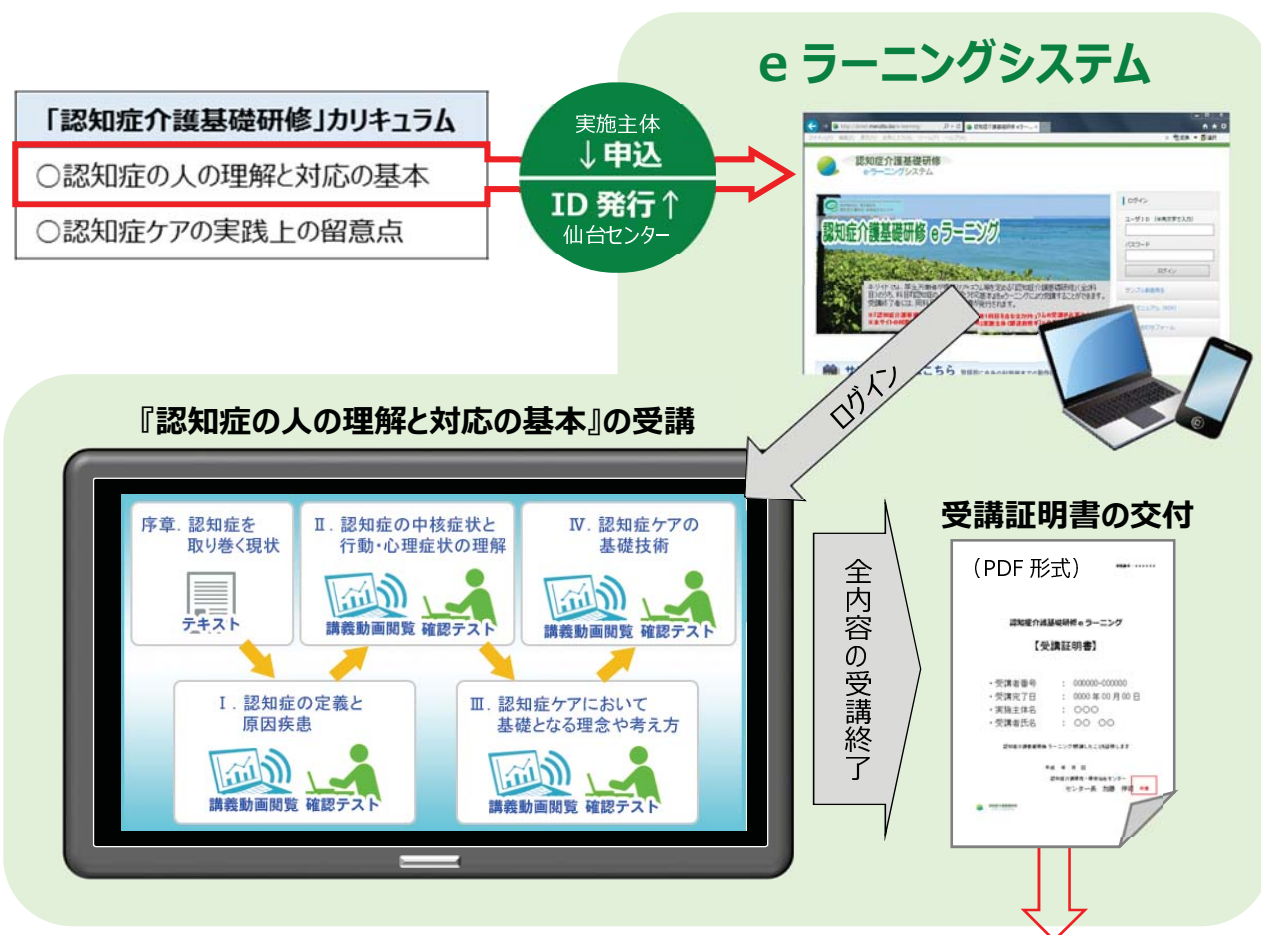 e ラーニングシステム
「認知症介護基礎研修」カリキュラム
○認知症の人の理解と対応の基本
○認知症ケアの実践上の留意点
実施主体
↓申込
ID 発行↑
仙台センター
認知症介護基礎研修
eラーニングシステム
認知症介護基礎研修 eラーニング
ログイン
ユーザID (半角文字で入力)
パスワード
ログイン
ログイン
『認知症の人の理解と対応の基本』の受講
序章. 認知症を
取り巻く現状
テキスト
Ⅱ. 認知症の中核症状と
行動・心理症状の理解
講義動画閲覧 確認テスト
Ⅳ. 認知症ケアの
基礎技術
講義動画閲覧 確認テスト
Ⅰ. 認知症の定義と
原因疾患
講義動画閲覧 確認テスト
Ⅲ. 認知症ケアにおいて
基礎となる理念や考え方
講義動画閲覧 確認テスト
全内容の受講終了
受講証明書の交付
（PDF 形式）
認知症介護基礎研修 e ラーニング
【受講証明書】
・受講者番号 : 000000-000000
・受講完了日 : 0000 年 00 月 00 日
・実施主体名 : ○○○
・受講者氏名 : ○○ ○○